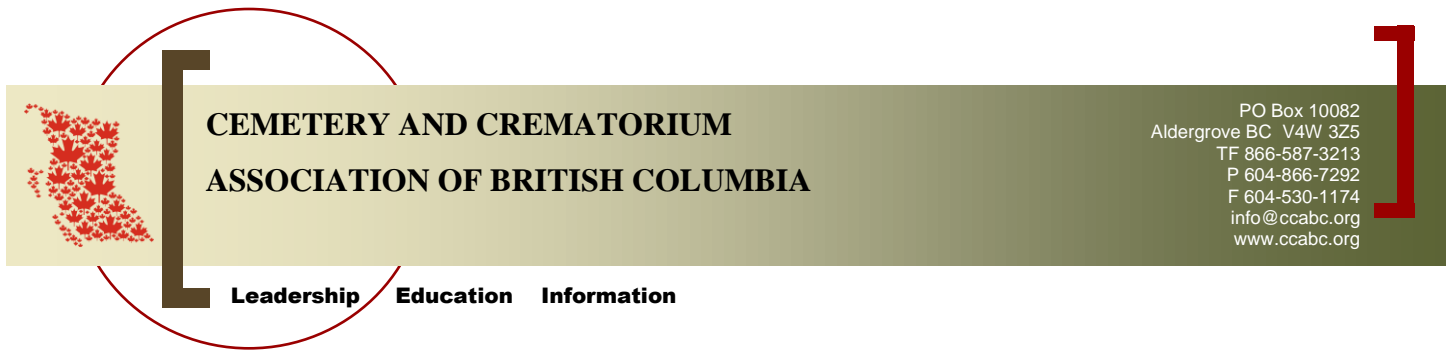 CEMETERY AND CREMATORIUM
ASSOCIATION OF BRITISH COLUMBIA
PO Box 10082
Aldergrove BC V4W 3Z5
TF 866-587-3213
P 604-866-7292
F 604-530-1174
info@ccabc.org
www.ccabc.org
Leadership Education Information